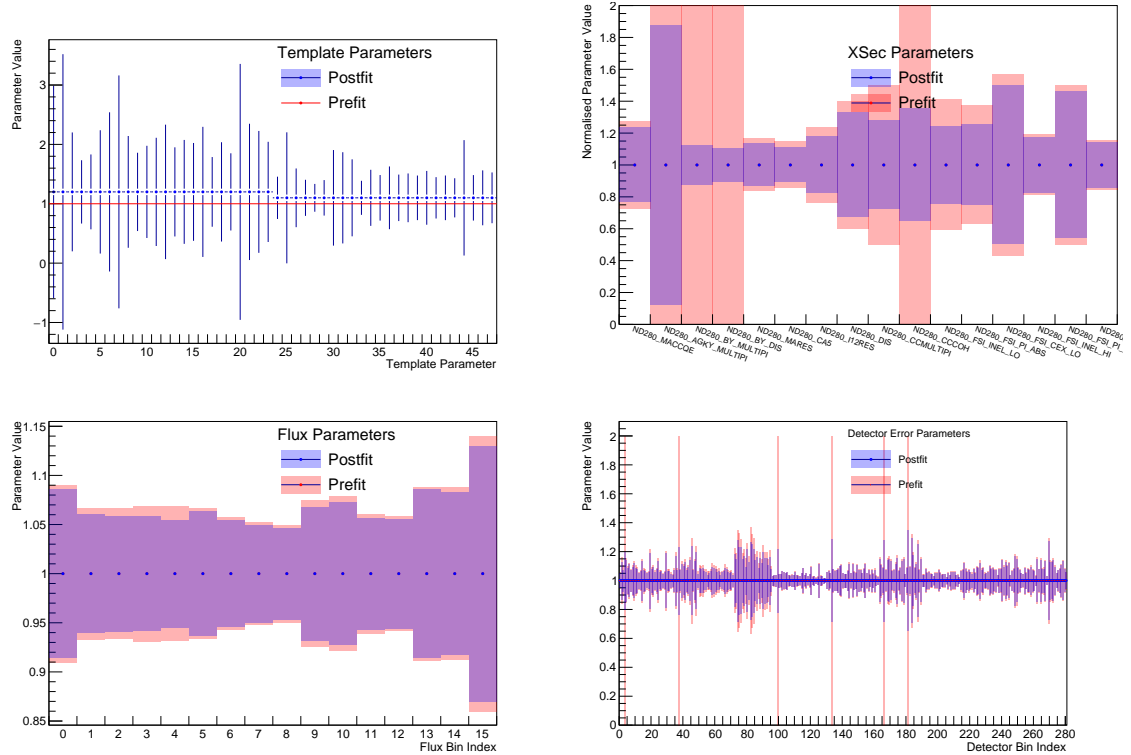 Template Parameters
Postfit
Prefit
Parameter Value
3
2
1
0
−1
0 5 10 15 20 25 30 35 40 45
Template Parameter
XSec Parameters
Postfit
Prefit
Normalised Parameter Value
2
1.8
1.6
1.4
1.2
1
0.8
0.6
0.4
0.2
0
ND280_MACCQE
ND280_AGKY_MULTIPI
ND280_BY_MULTIPI
ND280_BY_DIS
ND280_MARES
ND280_CA5
ND280_I12RES
ND280_DIS
ND280_CCMULTIPI
ND280_CCCOH
ND280_FSI_INEL_LO
ND280_FSI_PI_ABS
ND280_FSI_CEX_LO
ND280_FSI_INEL_HI
ND280_FSI_PI_
ND280
Flux Parameters
Postfit
Prefit
Parameter Value
1.15
1.1
1.05
1
0.95
0.9
0.85
0 1 2 3 4 5 6 7 8 9 10 11 12 13 14 15
Flux Bin Index
Detector Error Parameters
Postfit
Prefit
Parameter Value
2
1.8
1.6
1.4
1.2
1
0.8
0.6
0.4
0.2
0
0 20 40 60 80 100 120 140 160 180 200 220 240 260 280
Detector Bin Index